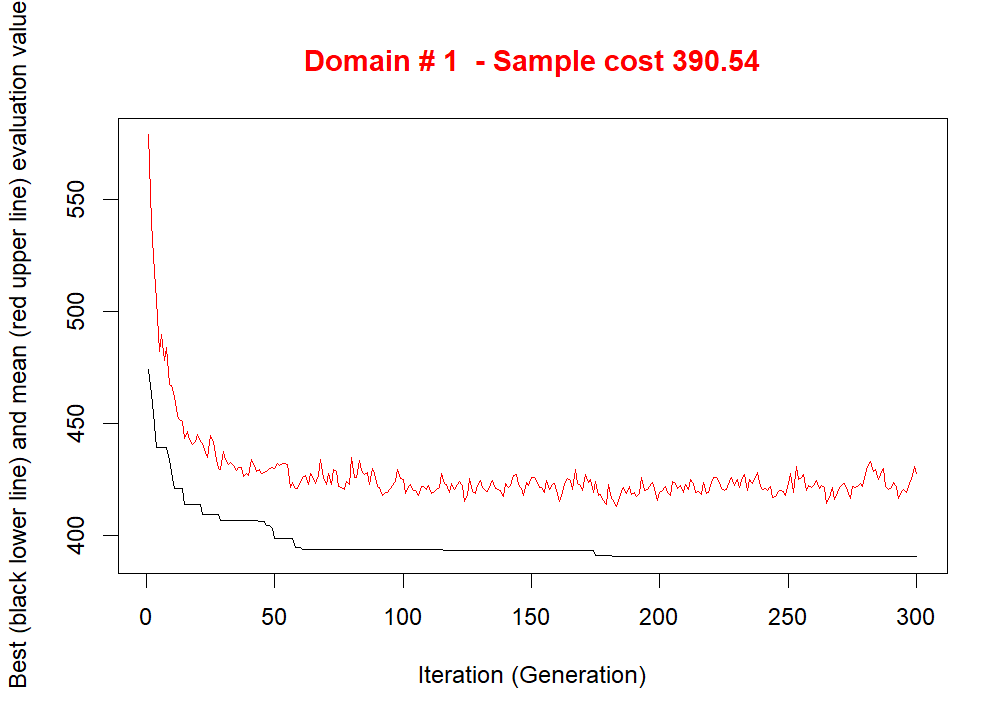 Domain # 1  - Sample cost 390.54
Best (black lower line) and mean (red upper line) evaluation value
550
500
450
400
0 50 100 150 200 250 300
Iteration (Generation)